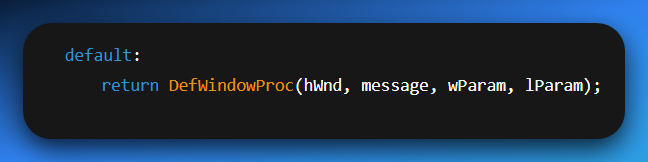 default:
return DefWindowProc(hWnd, message, wParam, lParam);